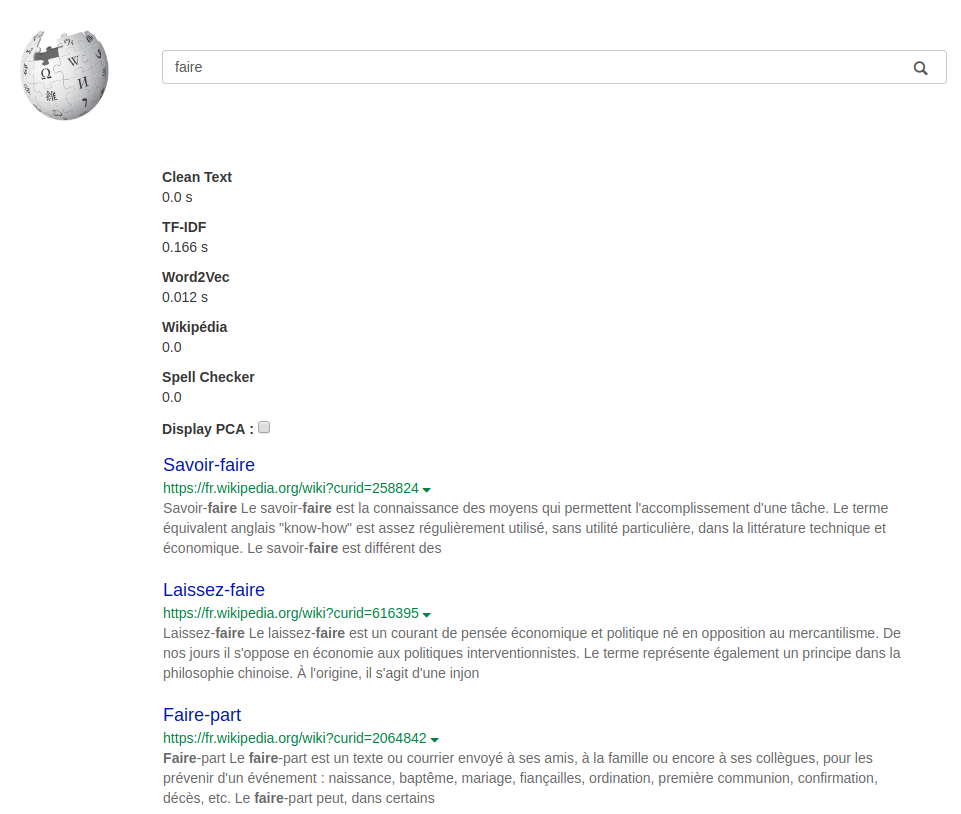 Ω W И 維
faire
Clean Text
0.0 s
TF-IDF
0.166 s
Word2Vec
0.012 s
Wikipédia
0.0
Spell Checker
0.0
Display PCA :
Savoir-faire
https://fr.wikipedia.org/wiki?curid=258824
Savoir-faire Le savoir-faire est la connaissance des moyens qui permettent l'accomplissement d'une tâche. Le terme
équivalent anglais "know-how" est assez régulièrement utilisé, sans utilité particulière, dans la littérature technique et
économique. Le savoir-faire est différent des
Laissez-faire
https://fr.wikipedia.org/wiki?curid=616395
Laissez-faire Le laissez-faire est un courant de pensée économique et politique né en opposition au mercantilisme. De
nos jours il s'oppose en économie aux politiques interventionnistes. Le terme représente également un principe dans la
philosophie chinoise. À l'origine, il s'agit d'une injon
Faire-part
https://fr.wikipedia.org/wiki?curid=2064842
Faire-part Le faire-part est un texte ou courrier envoyé à ses amis, à la famille ou encore à ses collègues, pour les
prévenir d'un événement : naissance, baptême, mariage, fiançailles, ordination, première communion, confirmation,
décès, etc. Le faire-part peut, dans certains